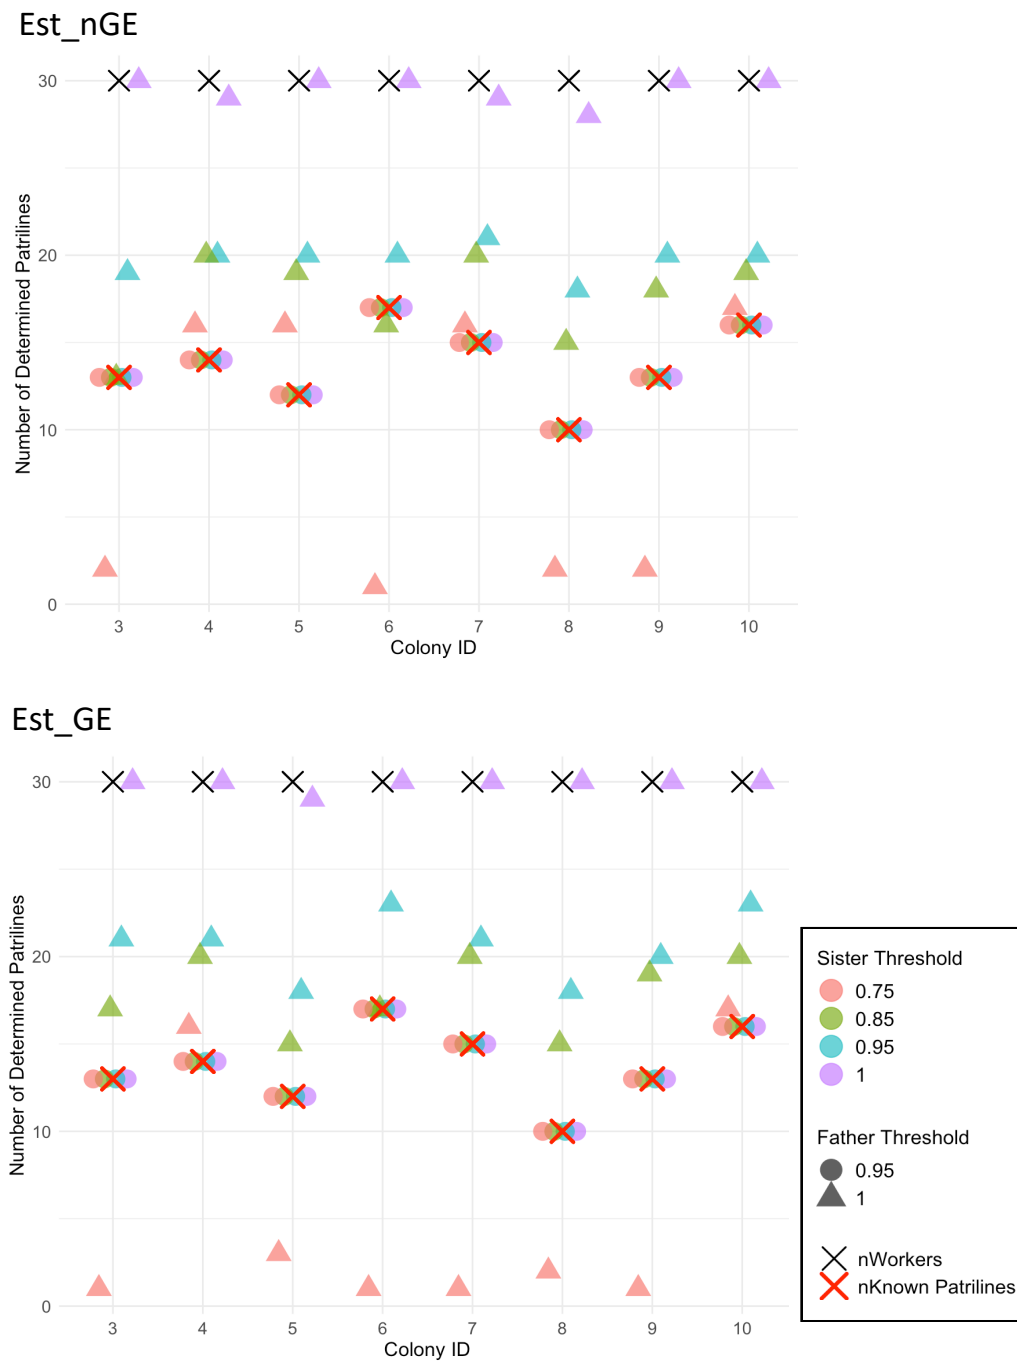 Est_nGE
Number of Determined Patrilines
30
20
10
0
3 4 5 6 7 8 9 10
Colony ID
Est_GE
Number of Determined Patrilines
30
20
10
0
3 4 5 6 7 8 9 10
Colony ID
Sister Threshold
0.75
0.85
0.95
1
Father Threshold
0.95
1
nWorkers
nKnown Patrilines